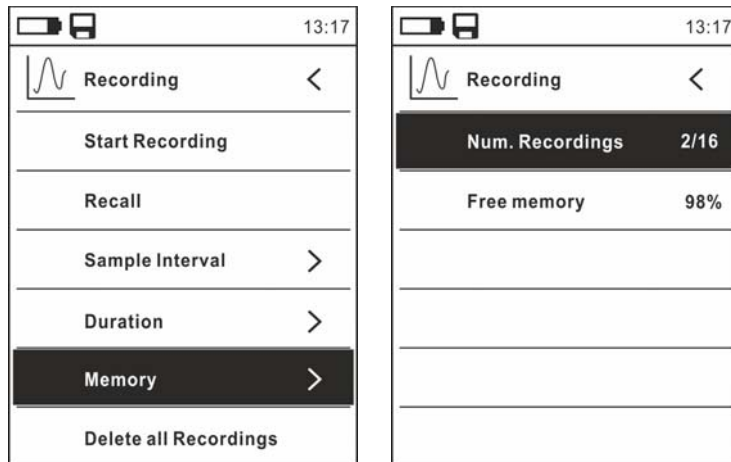 13:17
Recording <
Start Recording
Recall
Sample Interval >
Duration >
Memory >
Delete all Recordings
13:17
Recording <
Num. Recordings 2/16
Free memory 98%